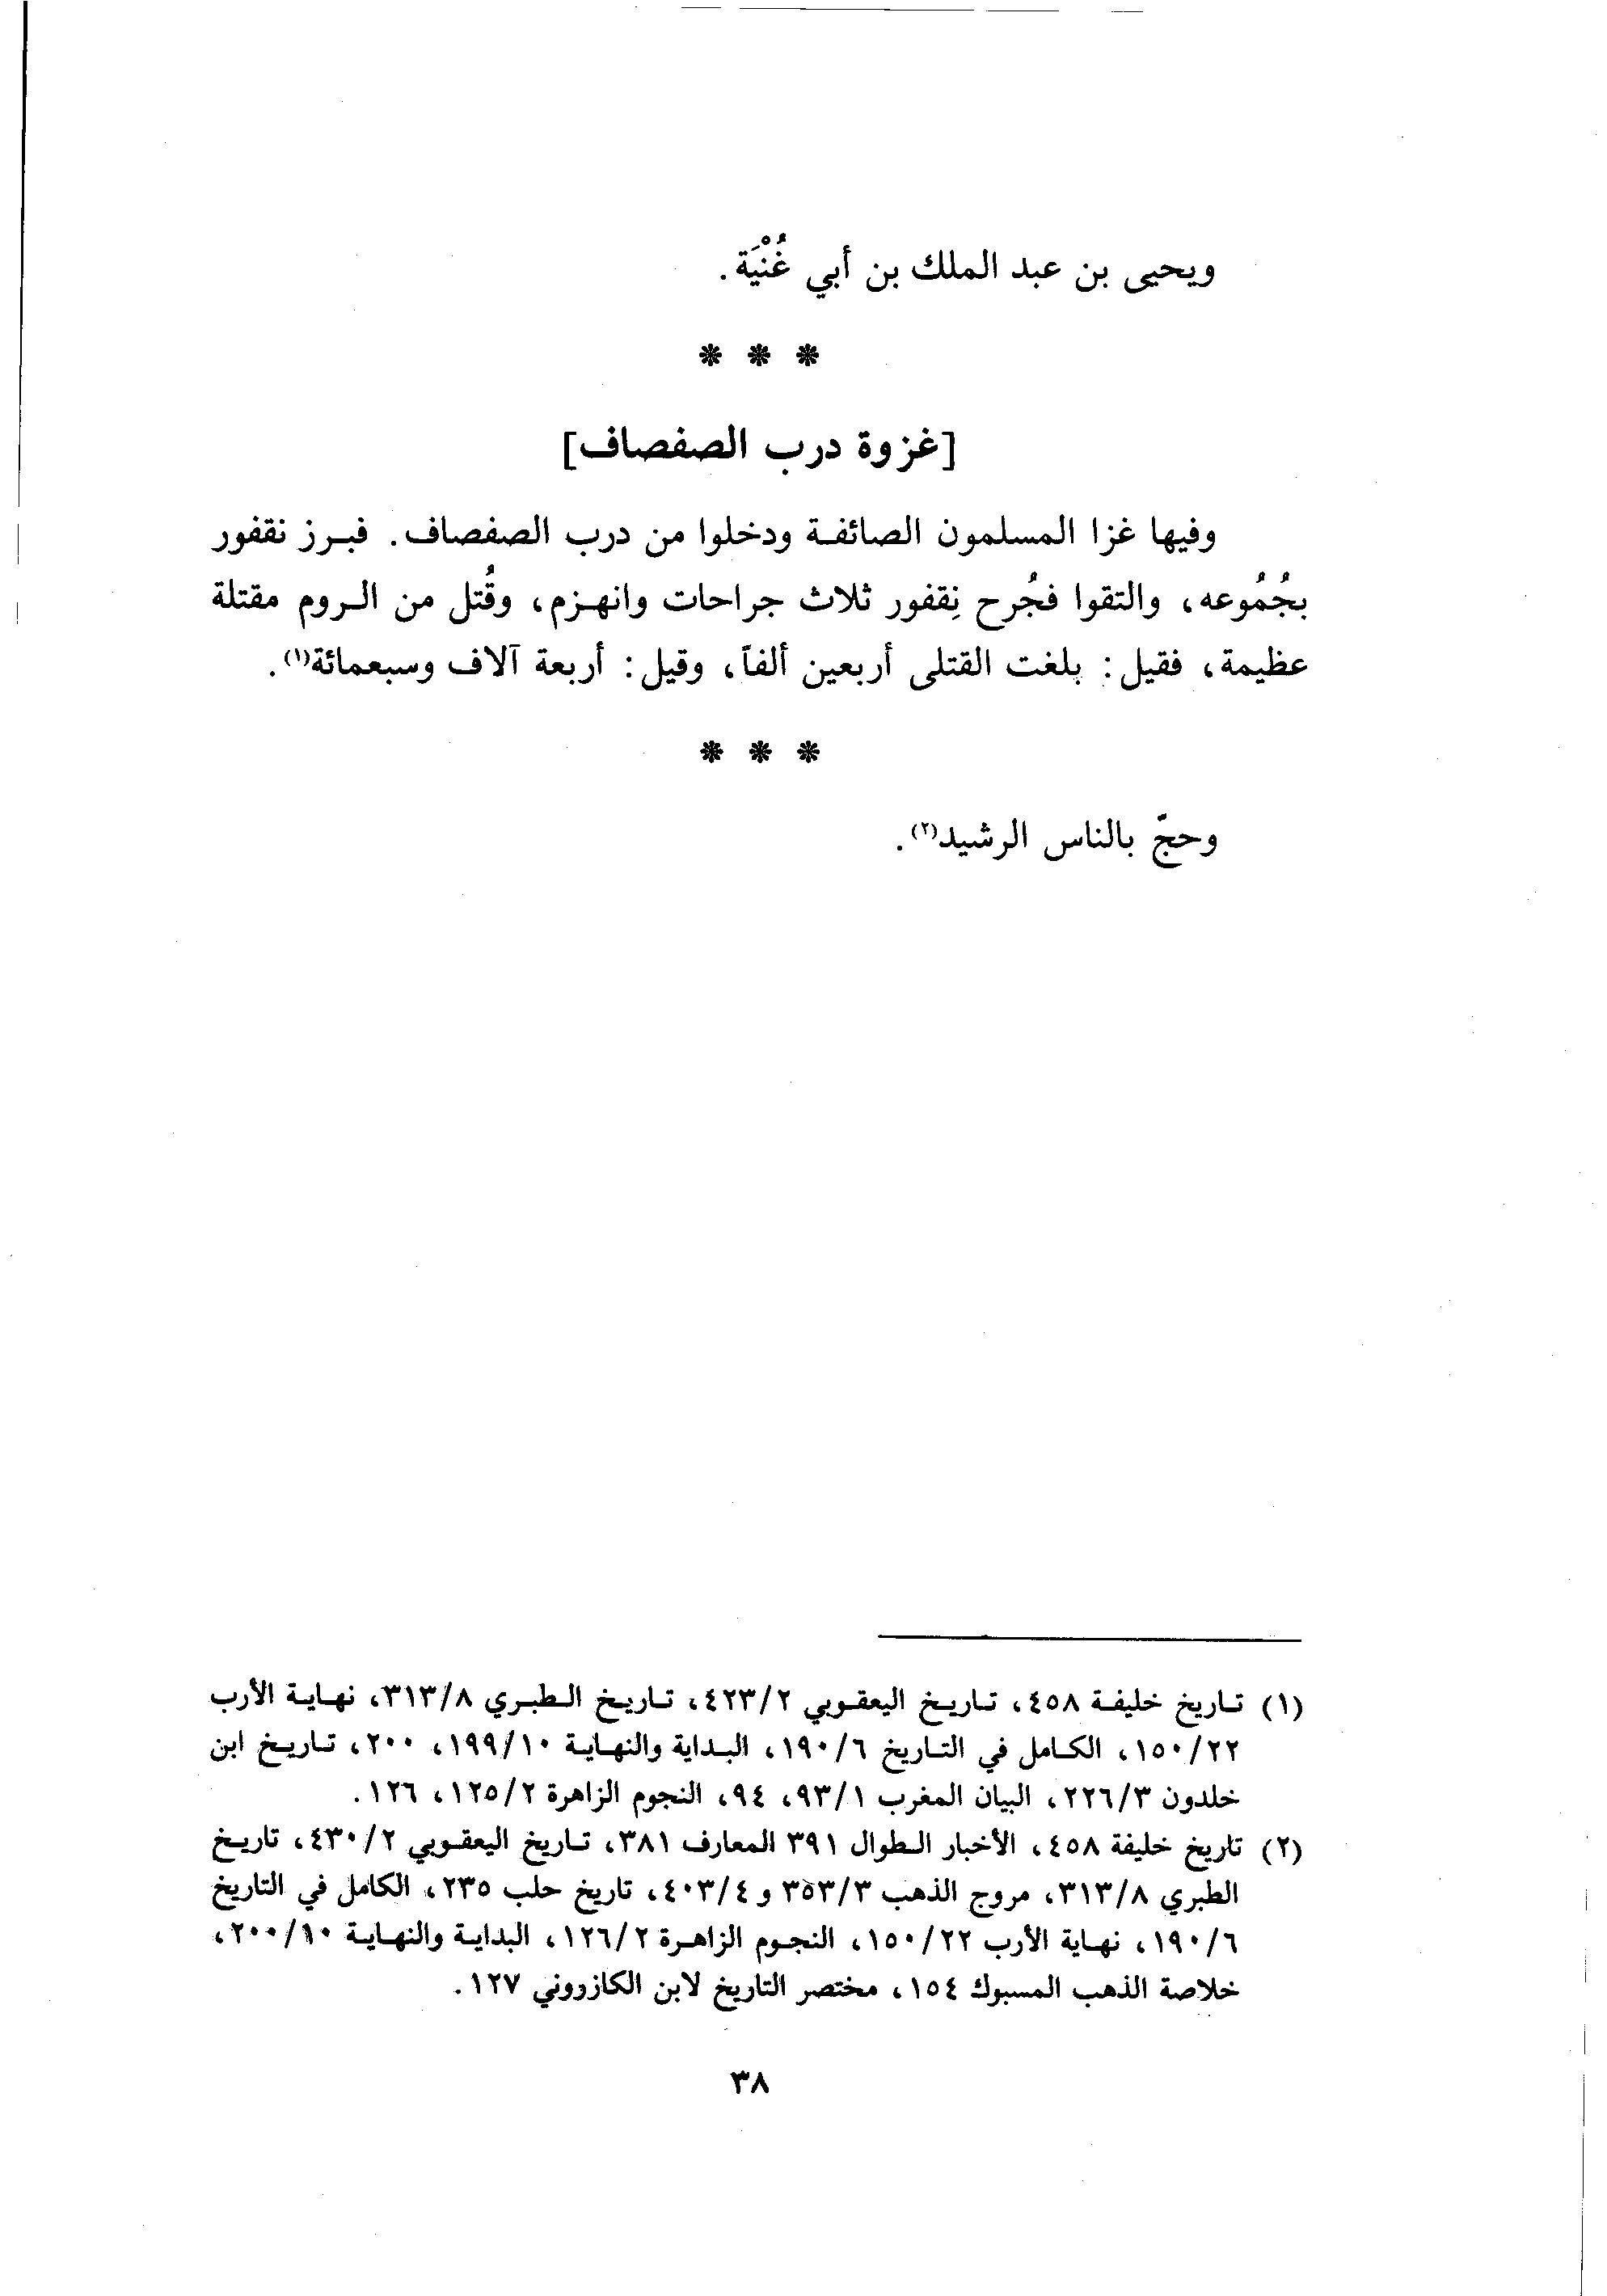 ويحيى بن عبد الملك بن أبي غُنْيَة.
* * *
[غزوة درب الصفصاف]
وفيها غزا المسلمون الصائفة ودخلوا من درب الصفصاف. فبرز نقفور
بجُمُوعه، والتقوا فجُرح نِقفور ثلاث جراحات وانهزم، وقُتل من الروم مقتلة
عظيمة، فقيل: بلغت القتلى أربعين ألفاً، وقيل: أربعة آلاف وسبعمائة(١).
* * *
وحجّ بالناس الرشيد(٢).
(١) تاريخ خليفة ٤٥٨، تاريخ اليعقوبي ٤٢٣/٢، تاريخ الطبري ٣١٣/٨، نهاية الأرب
١٥٠/٢٢، الكامل في التاريخ ١٩٠/٦، البداية والنهاية ١٩٩/١٠، ٢٠٠، تاريخ ابن
خلدون ٢٢٦/٣، البيان المغرب ٩٣/١، ٩٤، النجوم الزاهرة ١٢٥/٢، ١٢٦.
(٢) تاريخ خليفة ٤٥٨، الأخبار الطوال ٣٩١ المعارف ٣٨١، تاريخ اليعقوبي ٤٣٠/٢، تاريخ
الطبري ٣١٣/٨، مروج الذهب ٣٥٣/٣ و ٤٠٣/٤، تاريخ حلب ٢٣٥، الكامل في التاريخ
١٩٠/٦، نهاية الأرب ١٥٠/٢٢، النجوم الزاهرة ١٢٦/٢، البداية والنهاية ٢٠٠/١٠،
خلاصة الذهب المسبوك ١٥٤، مختصر التاريخ لابن الكازروني ١٢٧.
٣٨